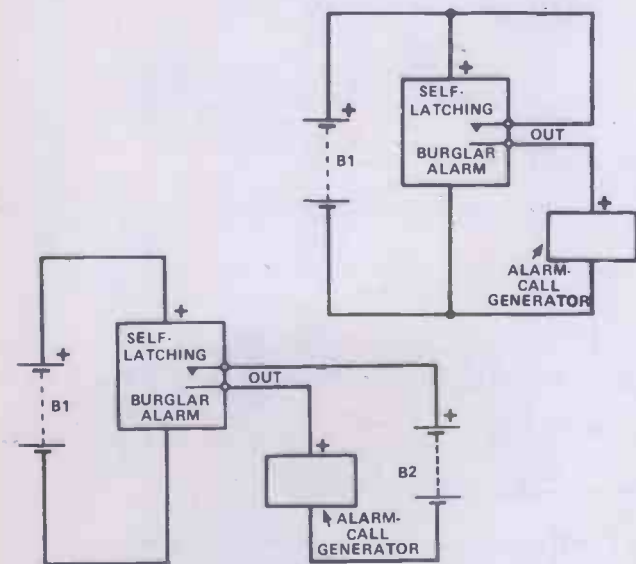 +
SELF-
LATCHING
+
B1
OUT
BURGLAR
ALARM
+
ALARM-
CALL
GENERATOR
+
SELF-
LATCHING
+
B1
OUT
BURGLAR
ALARM
+
+
B2
ALARM-
CALL
GENERATOR